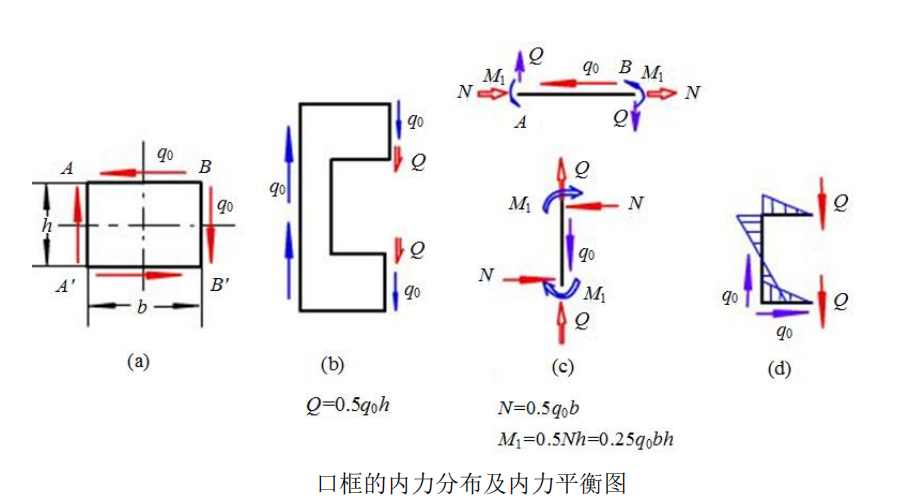 A q₀ B
h q₀
A' B'
b
(a)
q₀
q₀ Q
Q
q₀
(b)
Q=0.5q₀h
Q q₀ B M₁
N M₁ N
A Q
Q
M₁ N
q₀
N M₁
Q
(c)
N=0.5q₀b
M₁=0.5Nh=0.25q₀bh
Q
q₀ Q
q₀
(d)
口框的内力分布及内力平衡图